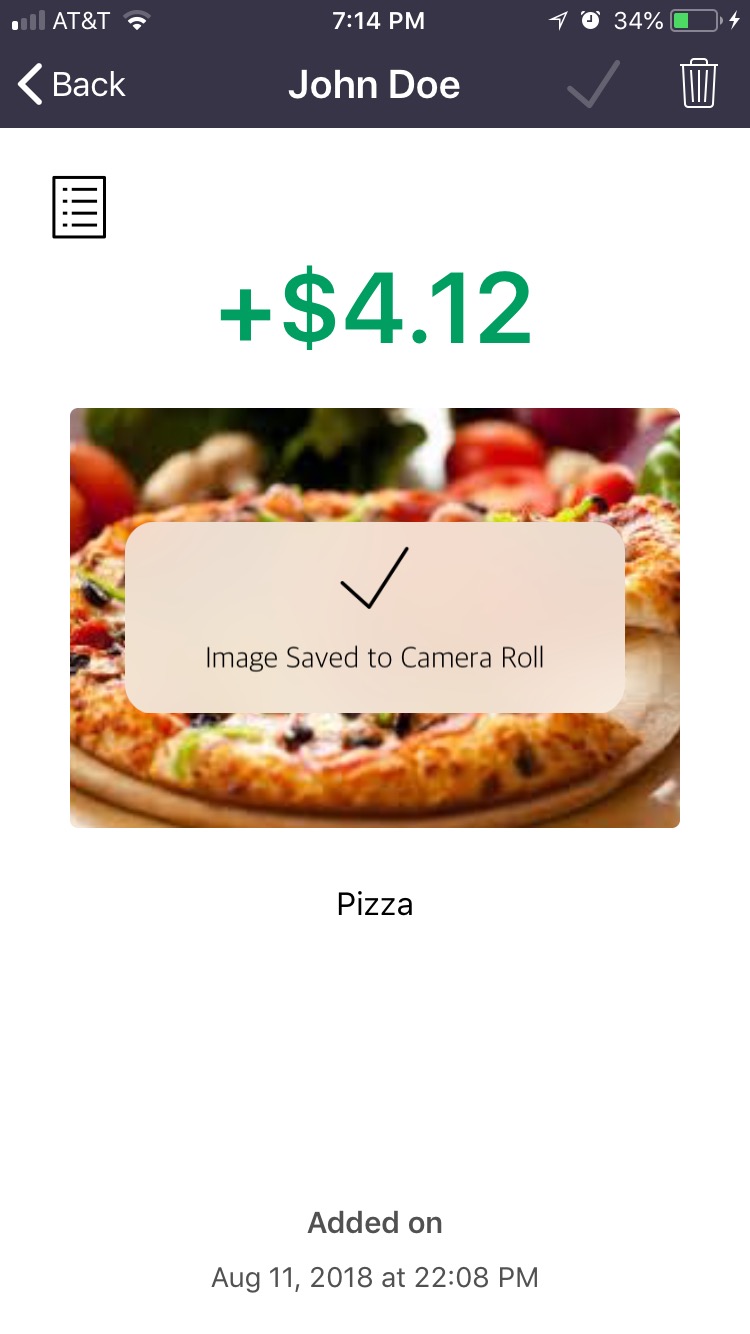 AT&T 7:14 PM 34%
Back John Doe
+$4.12
Image Saved to Camera Roll
Pizza
Added on
Aug 11, 2018 at 22:08 PM